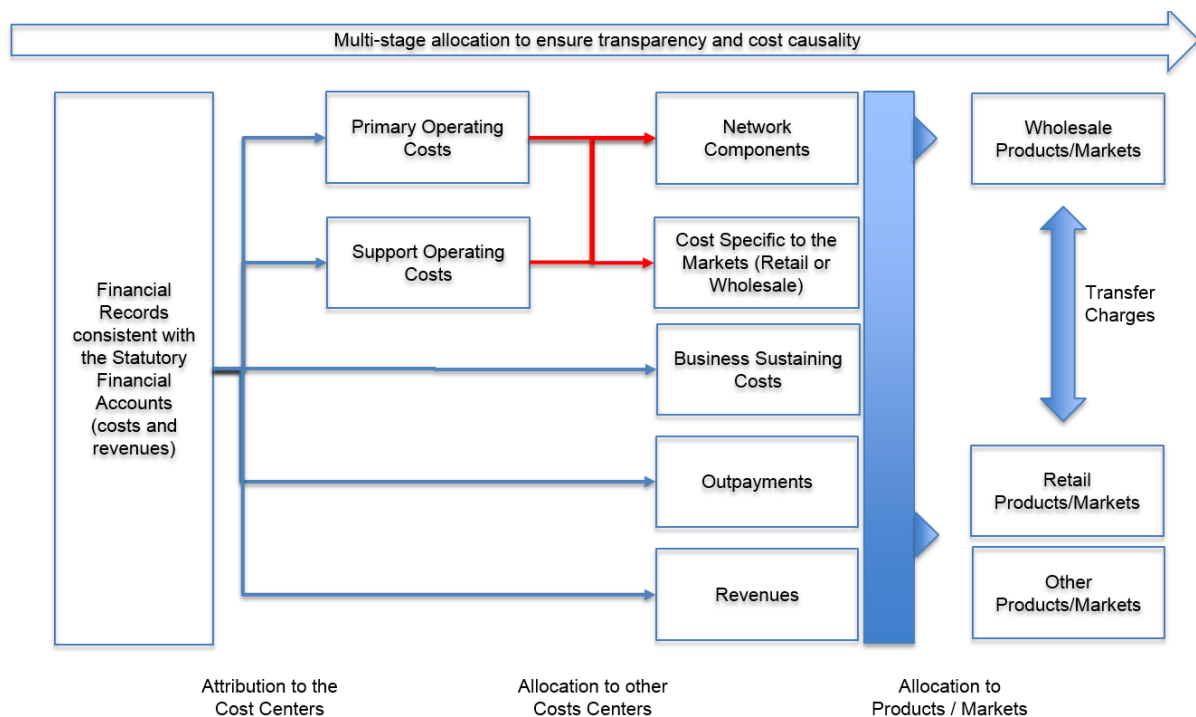 Multi-stage allocation to ensure transparency and cost causality
Financial
Records
consistent with
the Statutory
Financial
Accounts
(costs and
revenues)
Primary Operating
Costs
Support Operating
Costs
Network
Components
Cost Specific to the
Markets (Retail or
Wholesale)
Business Sustaining
Costs
Outpayments
Revenues
Wholesale
Products/Markets
Transfer
Charges
Retail
Products/Markets
Other
Products/Markets
Attribution to the
Cost Centers
Allocation to other
Costs Centers
Allocation to
Products / Markets